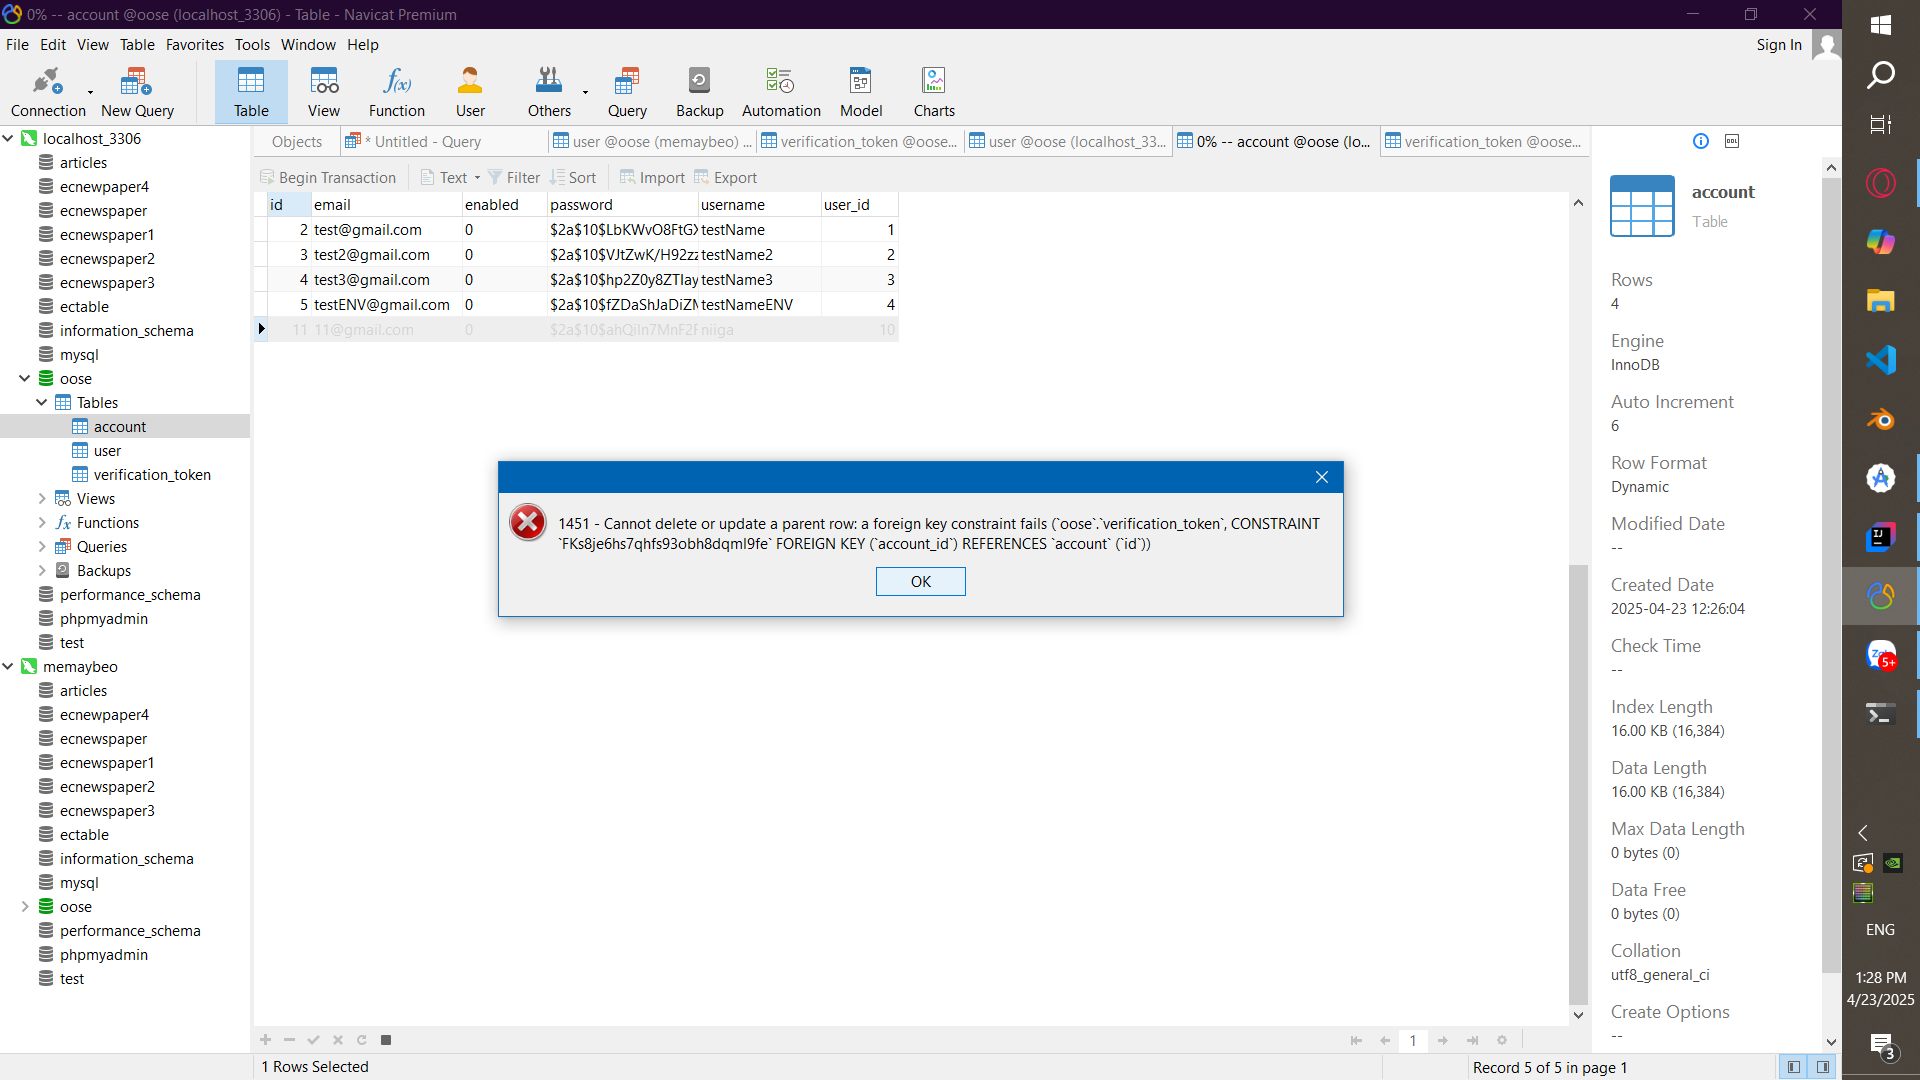 0% -- account @oose (localhost_3306) - Table - Navicat Premium
File Edit View Table Favorites Tools Window Help
Sign In
Connection New Query Table View Function User Others Query Backup Automation Model Charts
localhost_3306
articles
ecnewpaper4
ecnewspaper
ecnewspaper1
ecnewspaper2
ecnewspaper3
ectable
information_schema
mysql
oose
Tables
account
user
verification_token
Views
Functions
Queries
Backups
performance_schema
phpmyadmin
test
memaybeo
articles
ecnewpaper4
ecnewspaper
ecnewspaper1
ecnewspaper2
ecnewspaper3
ectable
information_schema
mysql
oose
performance_schema
phpmyadmin
test
Objects * Untitled - Query user @oose (memaybeo) ... verification_token @oose... user @oose (localhost_33... 0% -- account @oose (lo... verification_token @oose...
Begin Transaction Text Filter Sort Import Export
id email enabled password username user_id
2 test@gmail.com 0 $2a$10$LbKWvO8FtGX testName 1
3 test2@gmail.com 0 $2a$10$VJtZwK/H92zz testName2 2
4 test3@gmail.com 0 $2a$10$hp2Z0y8ZTIay testName3 3
5 testENV@gmail.com 0 $2a$10$fZDaShJaDiZM testNameENV 4
11 11@gmail.com 0 niiga 10
1451 - Cannot delete or update a parent row: a foreign key constraint fails (`oose`.`verification_token`, CONSTRAINT
`FKs8je6hs7qhfs93obh8dqml9fe` FOREIGN KEY (`account_id`) REFERENCES `account` (`id`))
OK
1
1 Rows Selected
Record 5 of 5 in page 1
DDL
account
Table
Rows
4
Engine
InnoDB
Auto Increment
6
Row Format
Dynamic
Modified Date
--
Created Date
2025-04-23 12:26:04
Check Time
--
Index Length
16.00 KB (16,384)
Data Length
16.00 KB (16,384)
Max Data Length
0 bytes (0)
Data Free
0 bytes (0)
Collation
utf8_general_ci
Create Options
--
5+
ENG
1:28 PM
4/23/2025
3